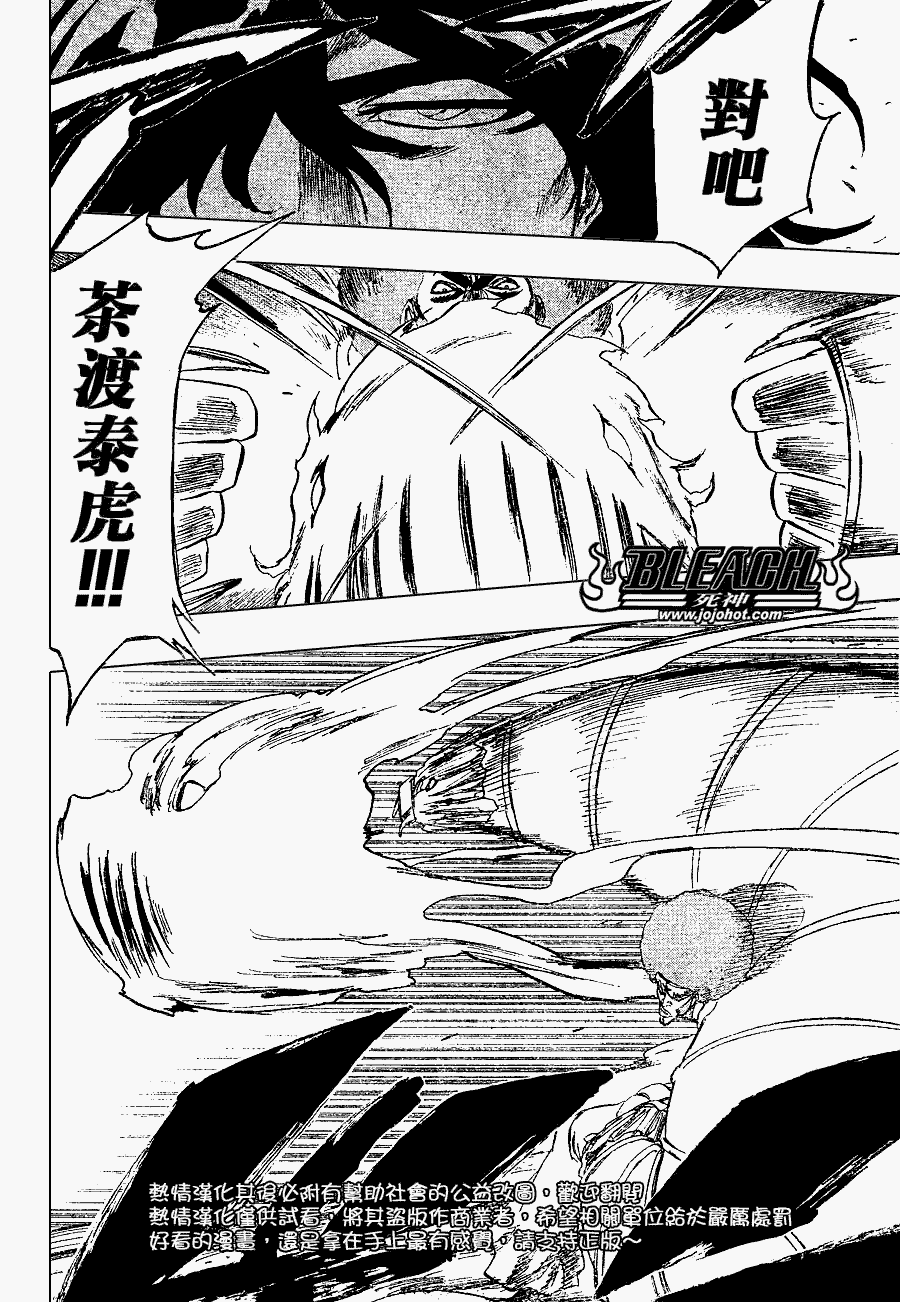 對吧
茶渡泰虎!!!
BLEACH
死神
www.jojohot.com
熱情漢化其後必附有幫助社會的公益改圖，歡迎翻閱
熱情漢化僅供試看，將其盜版作商業者，希望相關單位給於嚴厲處罰
好看的漫畫，還是拿在手上最有感覺，請支持正版～